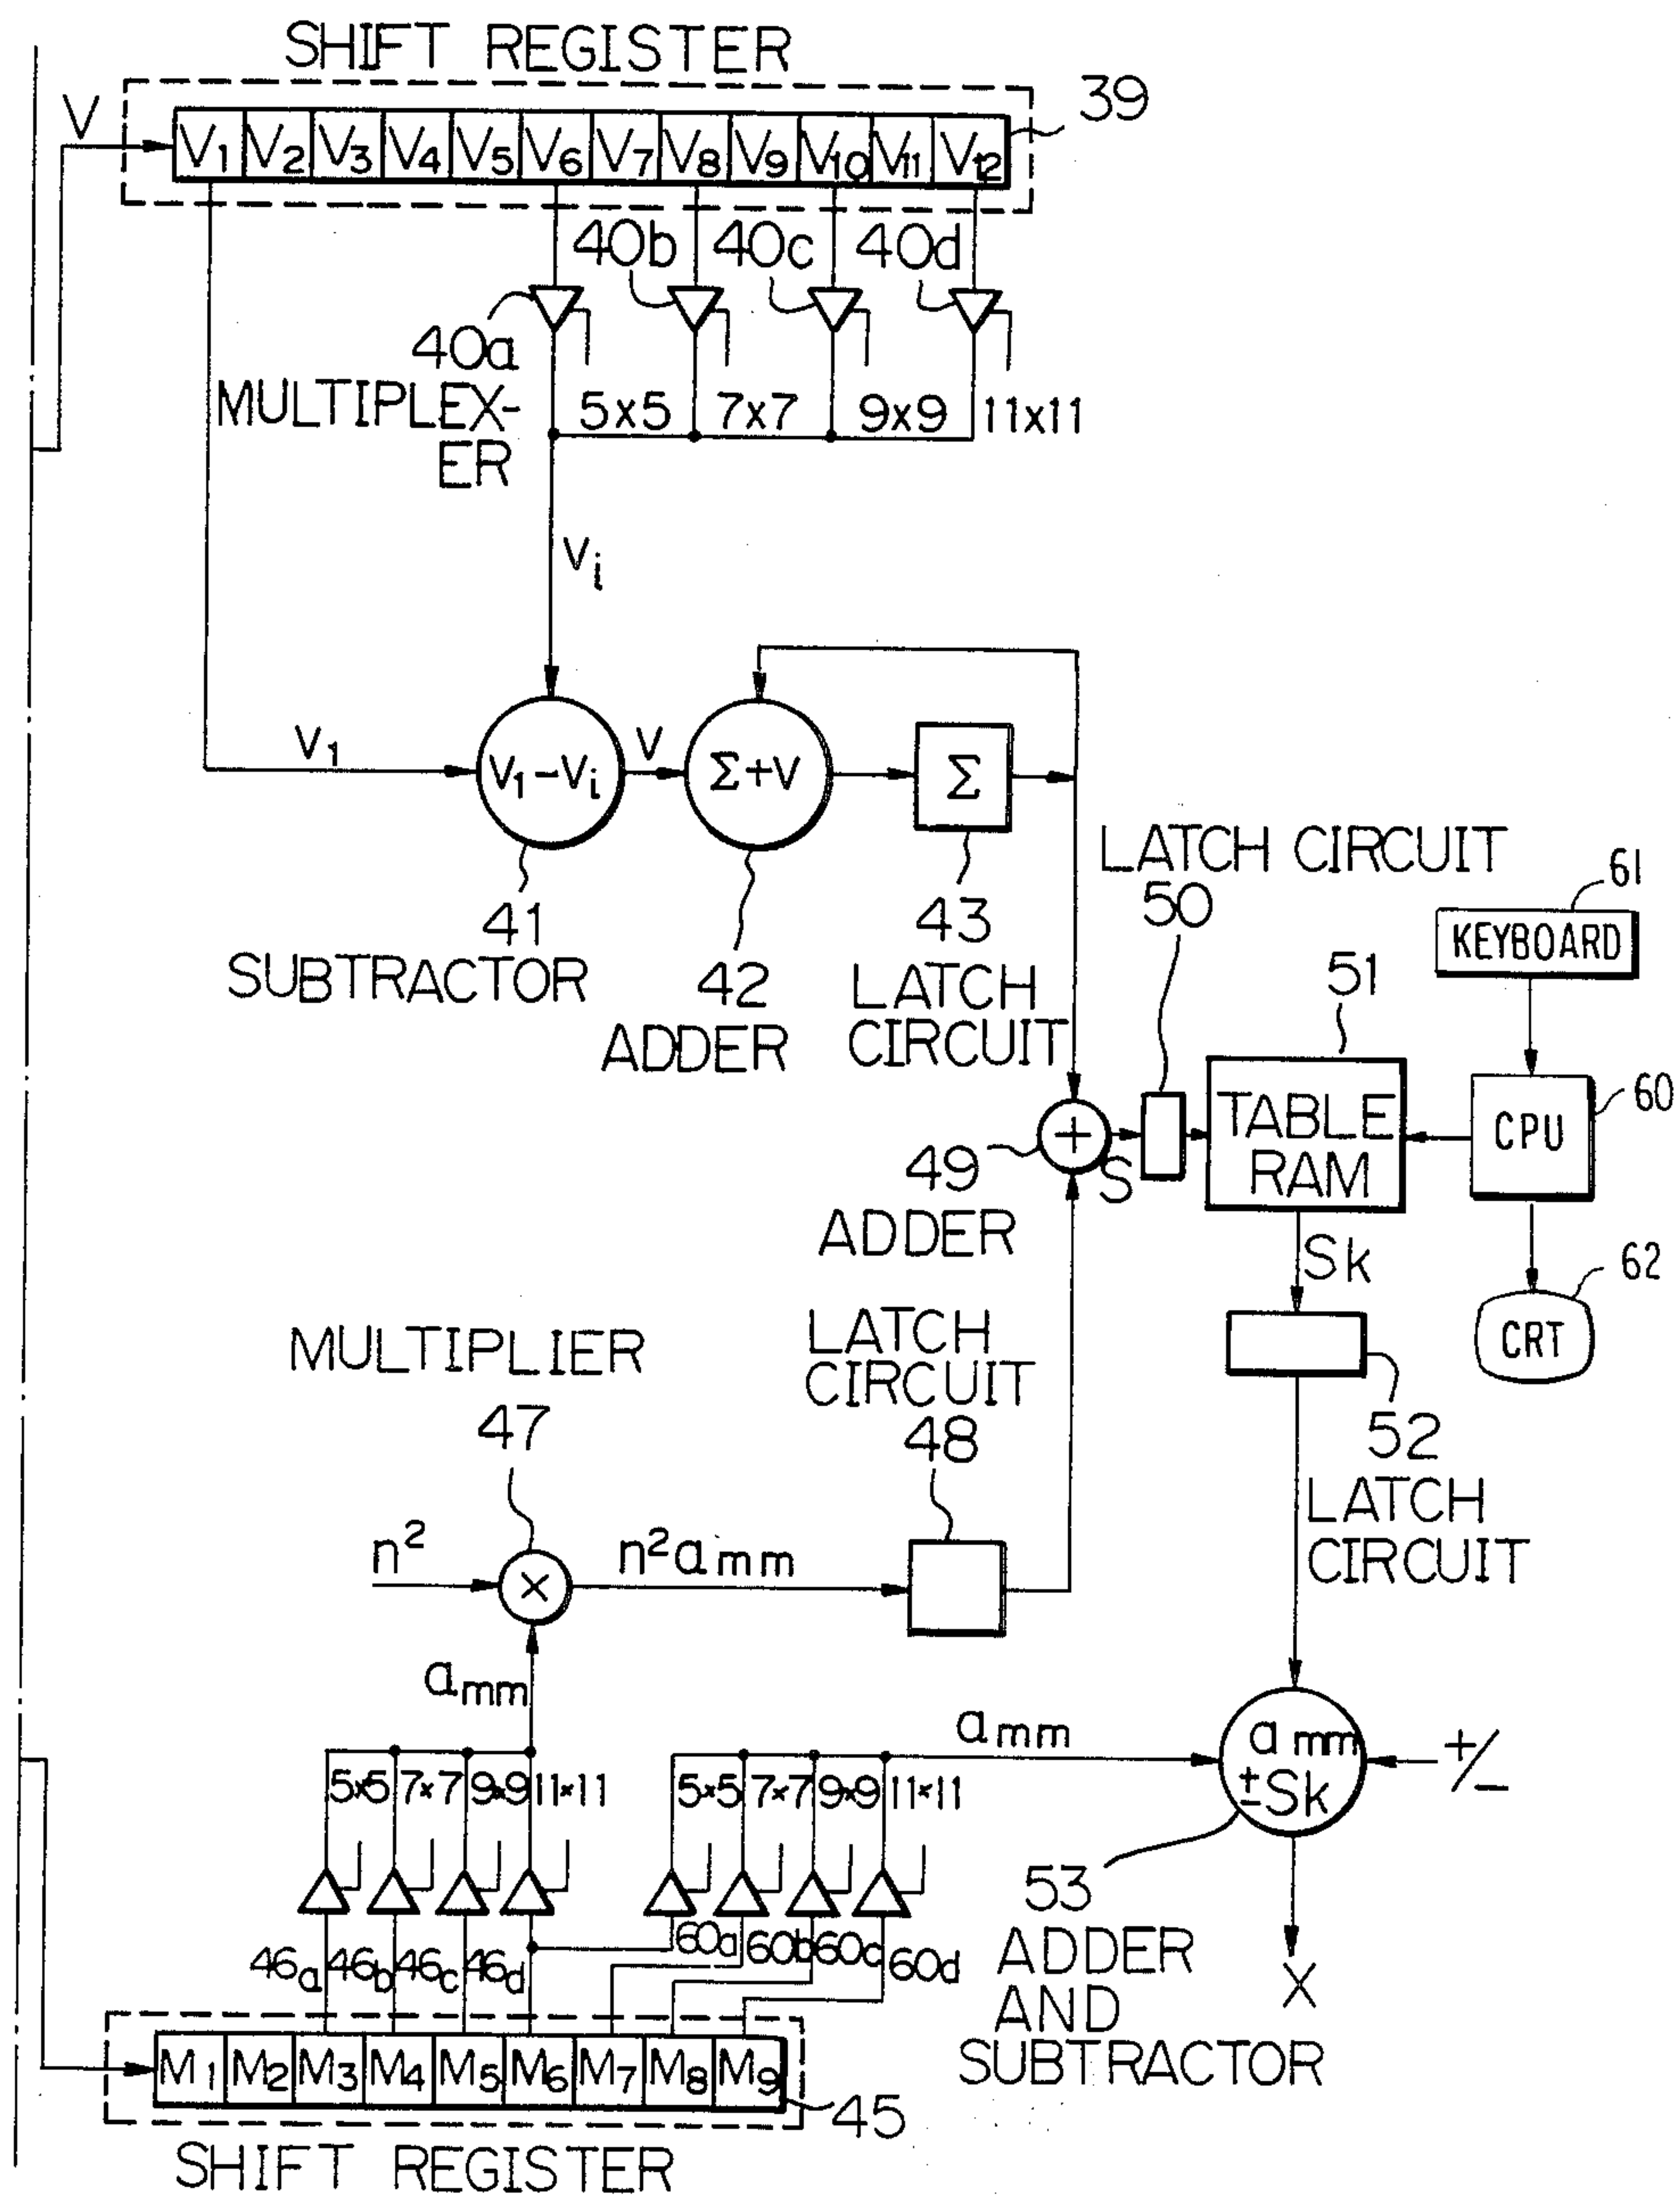 SHIFT REGISTER
39
V
V1 V2 V3 V4 V5 V6 V7 V8 V9 V10 V11 V12
40b 40c 40d
40a
MULTIPLEX-
ER
5x5 7x7 9x9 11x11
Vi
V1
V1-Vi
V
Σ+V
Σ
41
SUBTRACTOR
42
ADDER
43
LATCH
CIRCUIT
LATCH CIRCUIT
50
61
KEYBOARD
51
TABLE
RAM
60
CPU
49
ADDER
+
S
Sk
62
CRT
MULTIPLIER
47
LATCH
CIRCUIT
48
52
LATCH
CIRCUIT
n²
×
n²amm
amm
amm
amm
±Sk
+/-
5x5 7x7 9x9 11x11
5x5 7x7 9x9 11x11
46a 46b 46c 46d
60a 60b 60c 60d
53
ADDER
AND
SUBTRACTOR
X
M1 M2 M3 M4 M5 M6 M7 M8 M9
45
SHIFT REGISTER